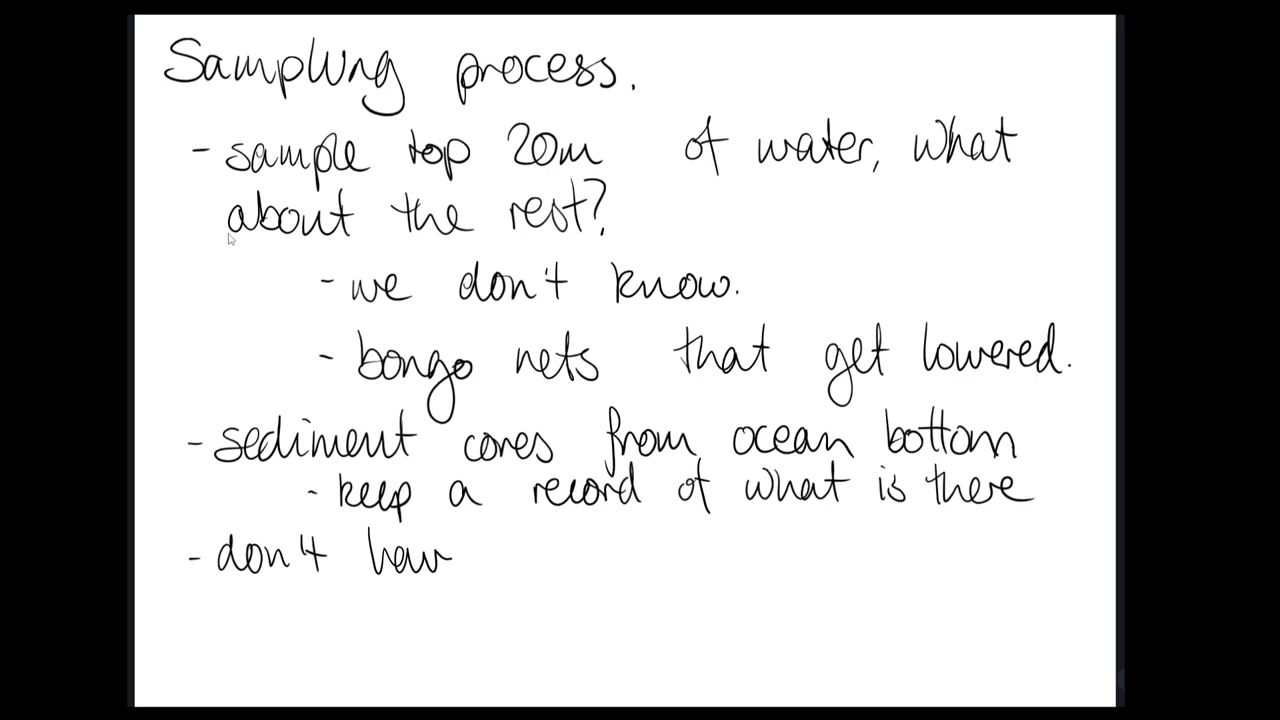 Sampling process.
- sample top 20m of water, what
about the rest?
- we don't know.
- bongo nets that get lowered.
- sediment cores from ocean bottom
- keep a record of what is there
- don't hav